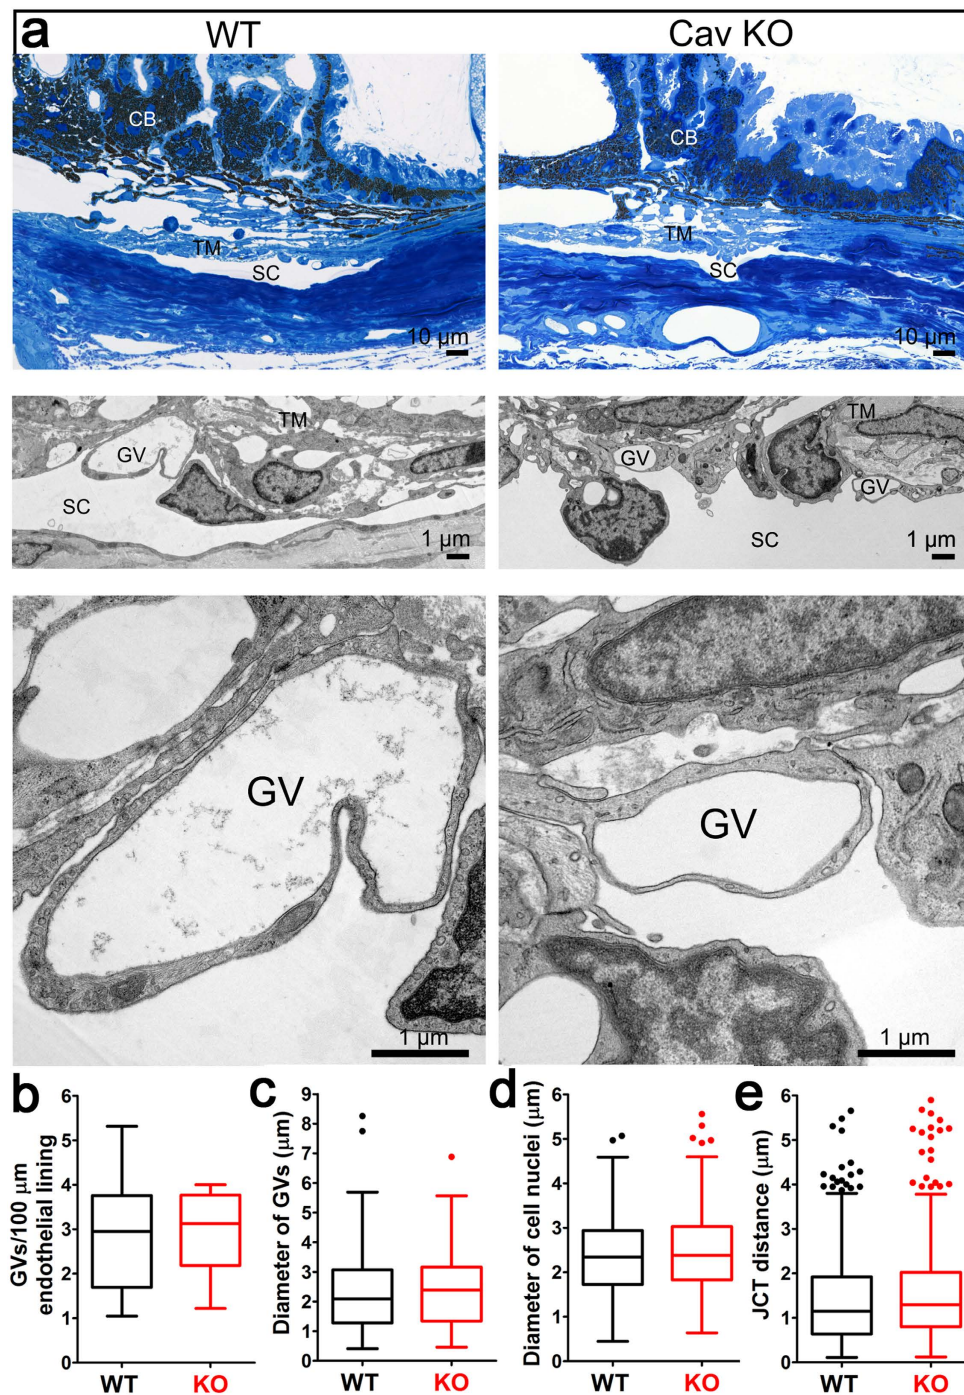 a WT Cav KO
CB CB
TM TM
SC SC
10 µm 10 µm
TM TM
GV GV
GV
SC SC
1 µm 1 µm
GV GV
1 µm 1 µm
b
GVs/100 µm
endothelial lining
6
5
4
3
2
1
0
WT KO
c
Diameter of GVs (µm)
9
8
7
6
5
4
3
2
1
0
WT KO
d
Diameter of cell nuclei (µm)
6
5
4
3
2
1
0
WT KO
e
JCT distance (µm)
6
5
4
3
2
1
0
WT KO